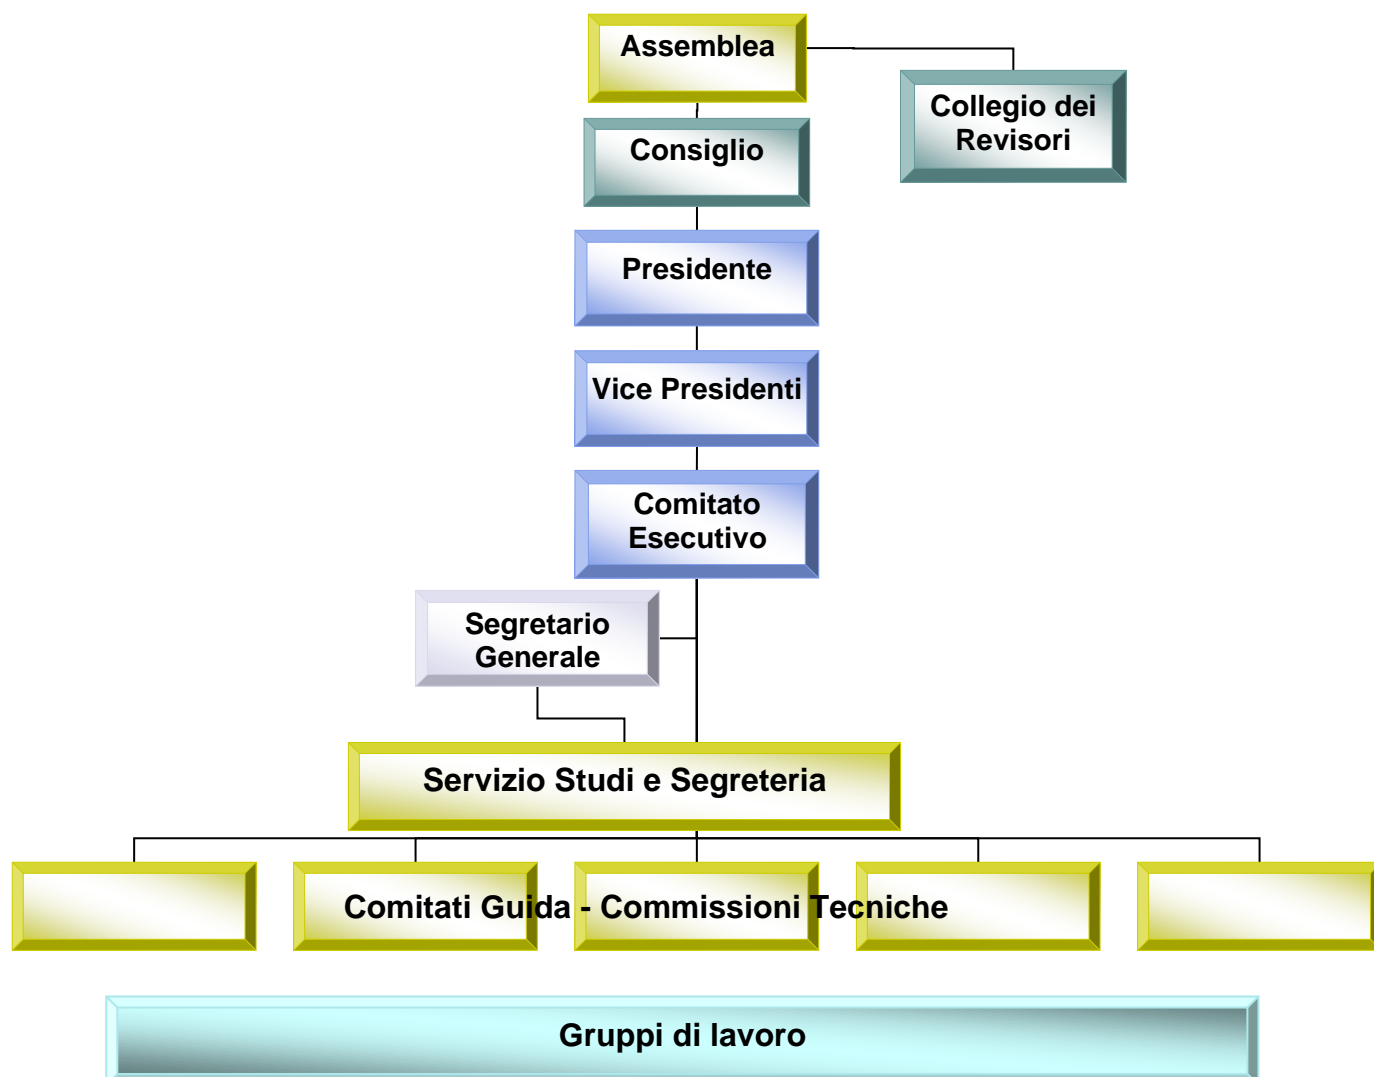 Assemblea
Collegio dei
Revisori
Consiglio
Presidente
Vice Presidenti
Comitato
Esecutivo
Segretario
Generale
Servizio Studi e Segreteria
Comitati Guida - Commissioni Tecniche
Gruppi di lavoro